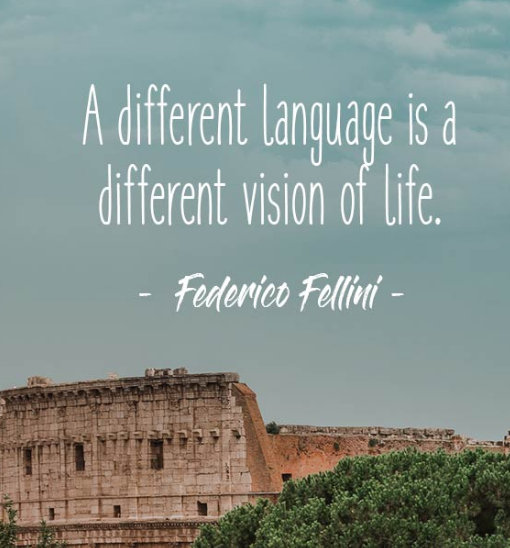 A different language is a
different vision of life.
- Federico Fellini -